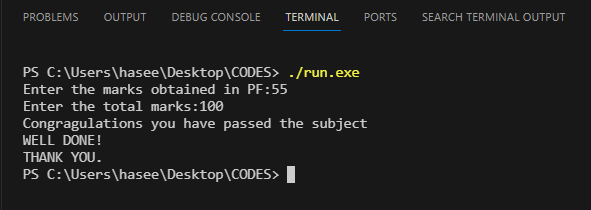 PROBLEMS OUTPUT DEBUG CONSOLE TERMINAL PORTS SEARCH TERMINAL OUTPUT
PS C:\Users\hasee\Desktop\CODES> ./run.exe
Enter the marks obtained in PF:55
Enter the total marks:100
Congragulations you have passed the subject
WELL DONE!
THANK YOU.
PS C:\Users\hasee\Desktop\CODES>